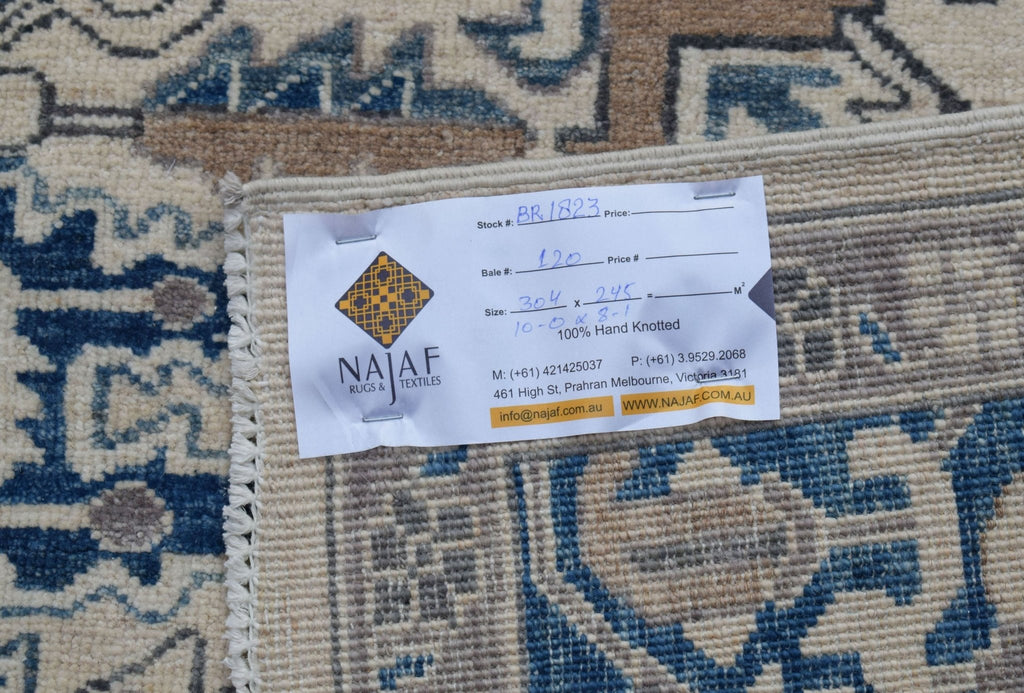 Stock #: BR1823 Price:
Bale #: 120 Price #
Size: 304 x 245 = M²
10-0 x 8-1
100% Hand Knotted
NAJAF
RUGS & TEXTILES
M: (+61) 421425037 P: (+61) 3.9529.2068
461 High St, Prahran Melbourne, Victoria 3181
info@najaf.com.au WWW.NAJAF.COM.AU